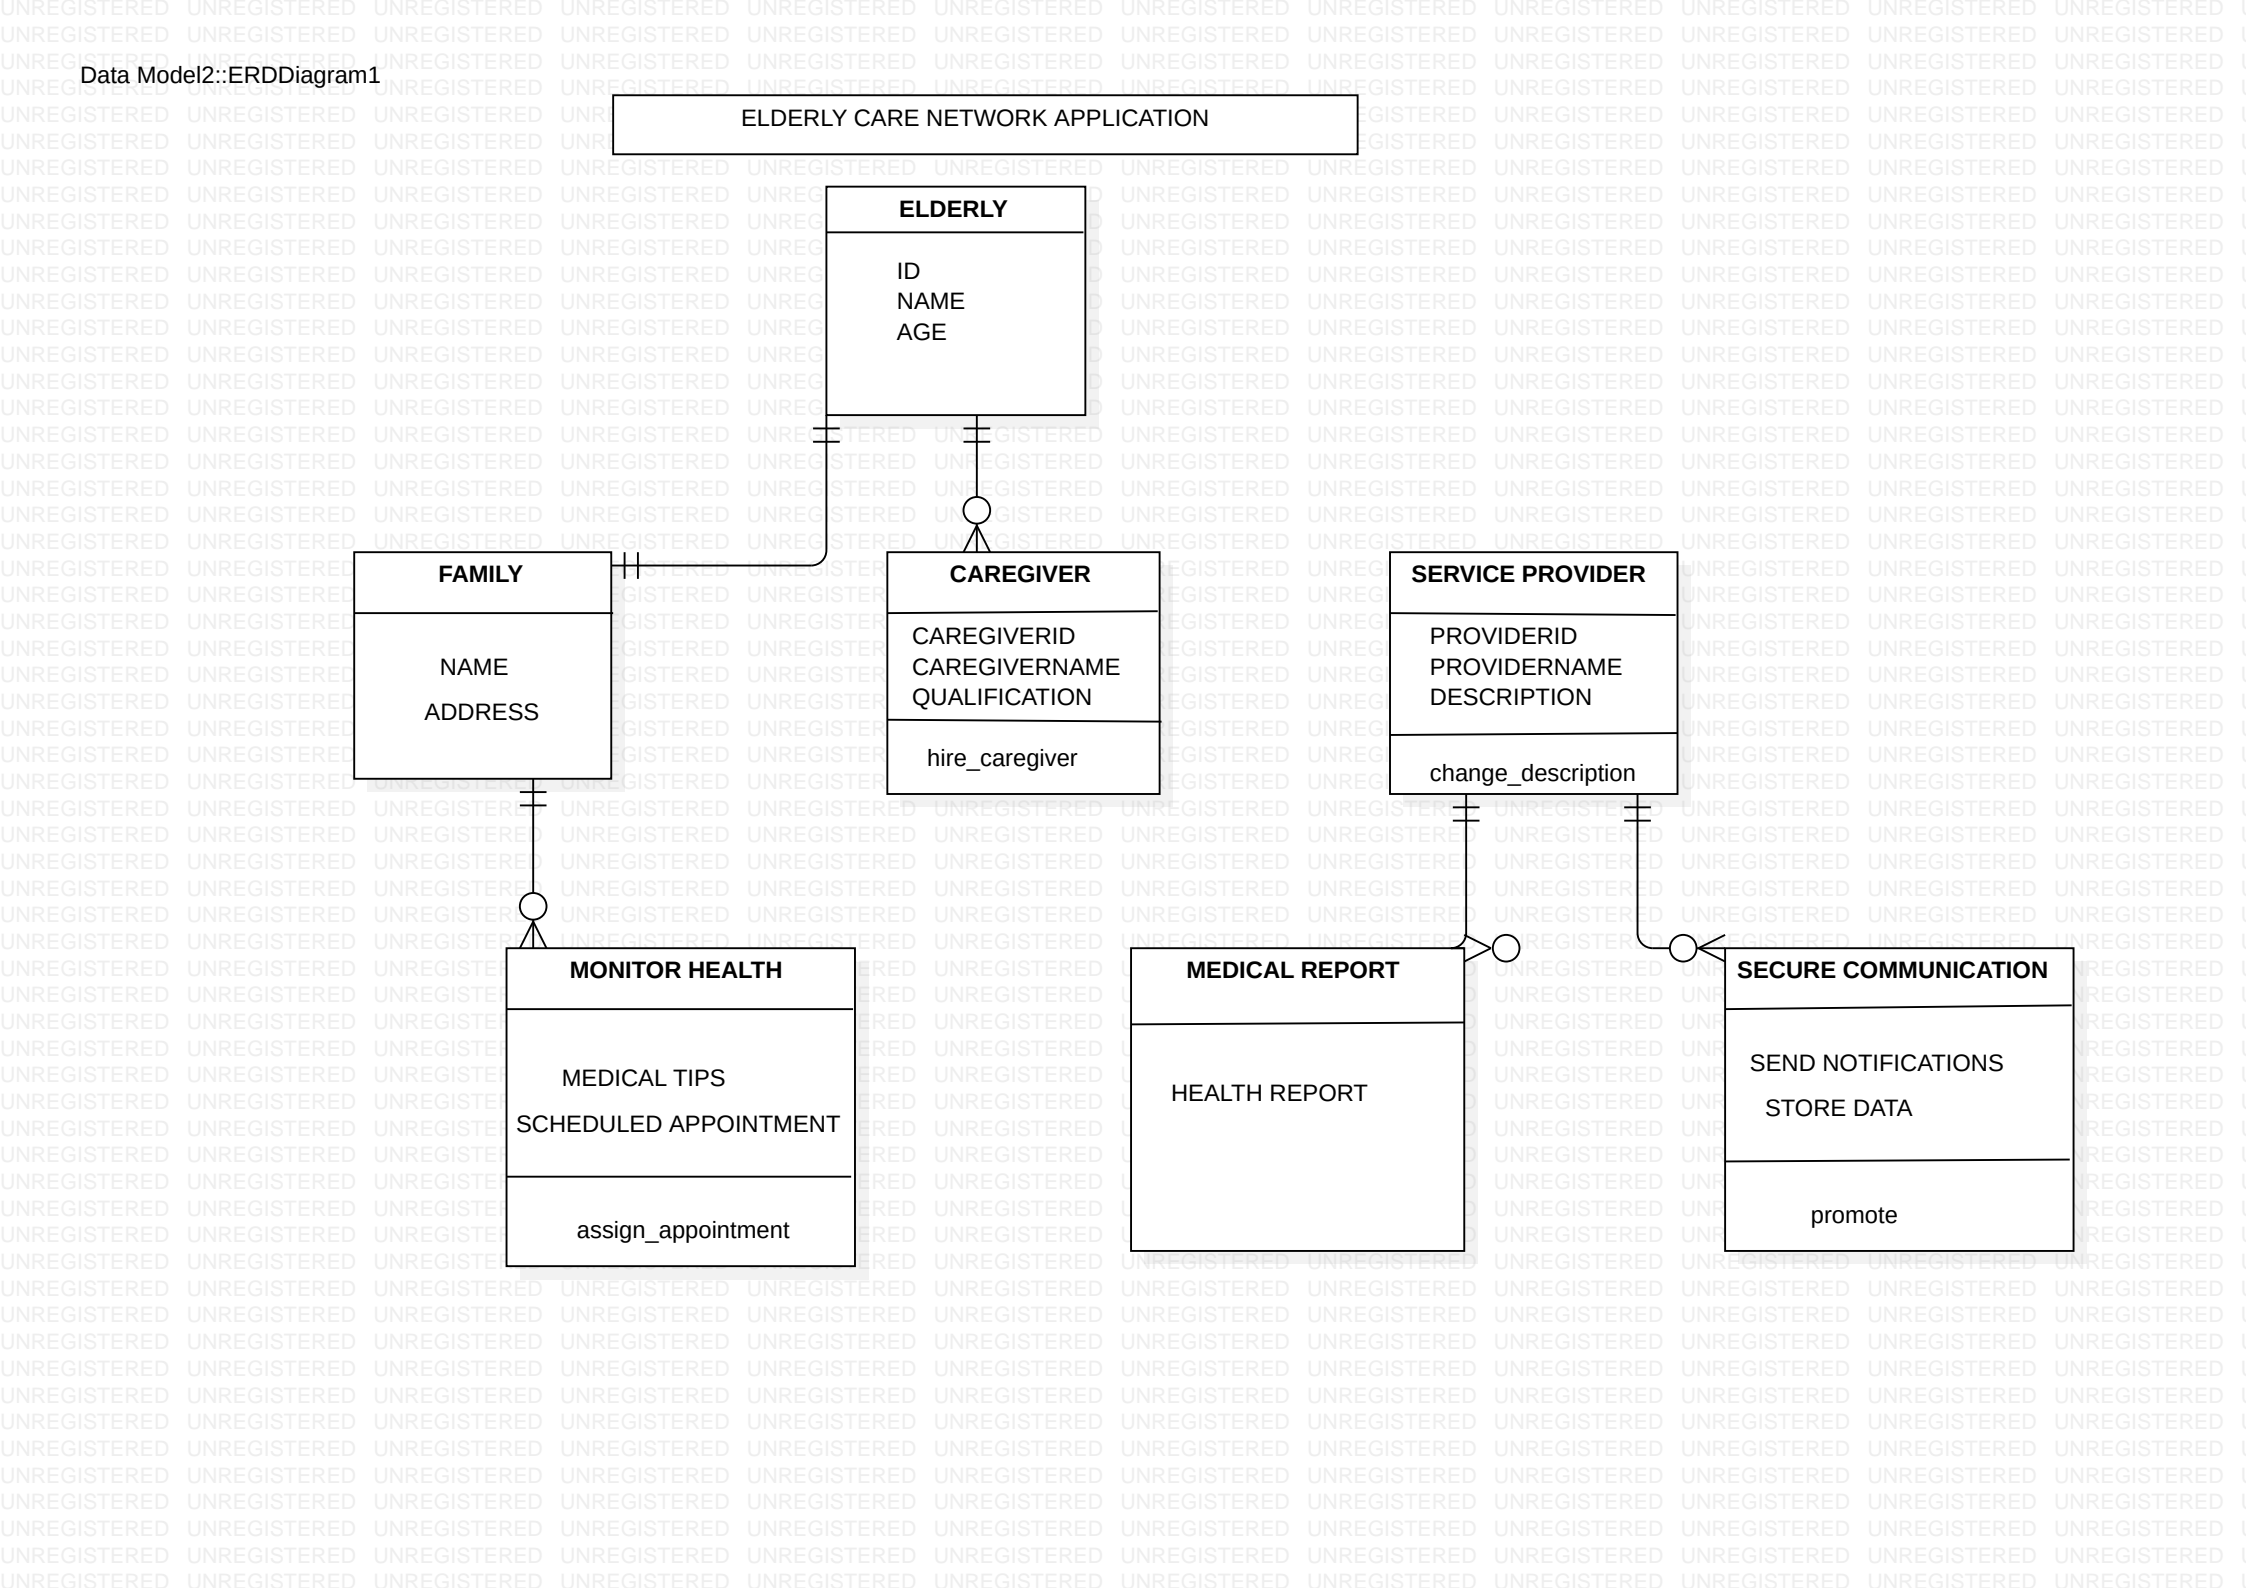 Data Model2::ERDDiagram1
ELDERLY CARE NETWORK APPLICATION
ELDERLY
ID
NAME
AGE
FAMILY
NAME
ADDRESS
CAREGIVER
CAREGIVERID
CAREGIVERNAME
QUALIFICATION
hire_caregiver
SERVICE PROVIDER
PROVIDERID
PROVIDERNAME
DESCRIPTION
change_description
MONITOR HEALTH
MEDICAL TIPS
SCHEDULED APPOINTMENT
assign_appointment
MEDICAL REPORT
HEALTH REPORT
SECURE COMMUNICATION
SEND NOTIFICATIONS
STORE DATA
promote
UNREGISTERED